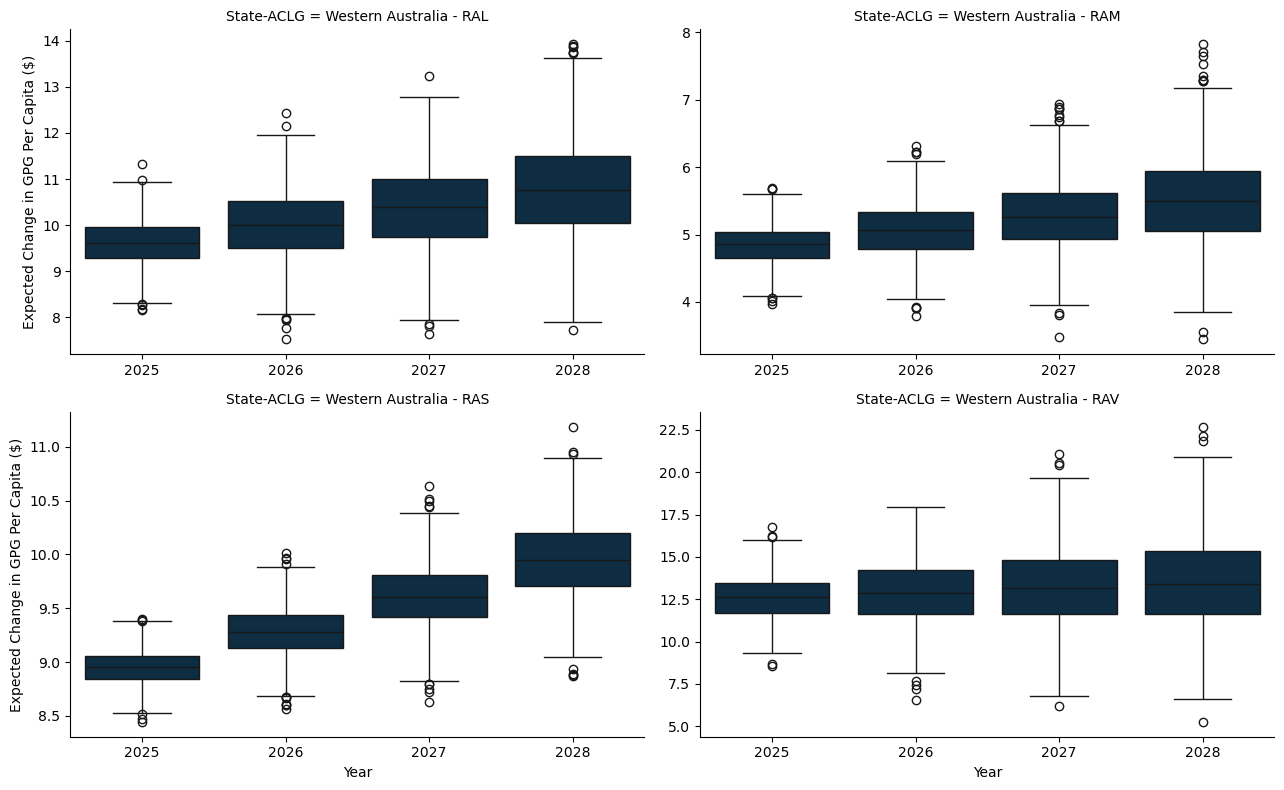 State-ACLG = Western Australia - RAL
Expected Change in GPG Per Capita ($)
14
13
12
11
10
9
8
2025 2026 2027 2028
State-ACLG = Western Australia - RAM
8
7
6
5
4
2025 2026 2027 2028
State-ACLG = Western Australia - RAS
Expected Change in GPG Per Capita ($)
11.0
10.5
10.0
9.5
9.0
8.5
2025 2026 2027 2028
Year
State-ACLG = Western Australia - RAV
22.5
20.0
17.5
15.0
12.5
10.0
7.5
5.0
2025 2026 2027 2028
Year